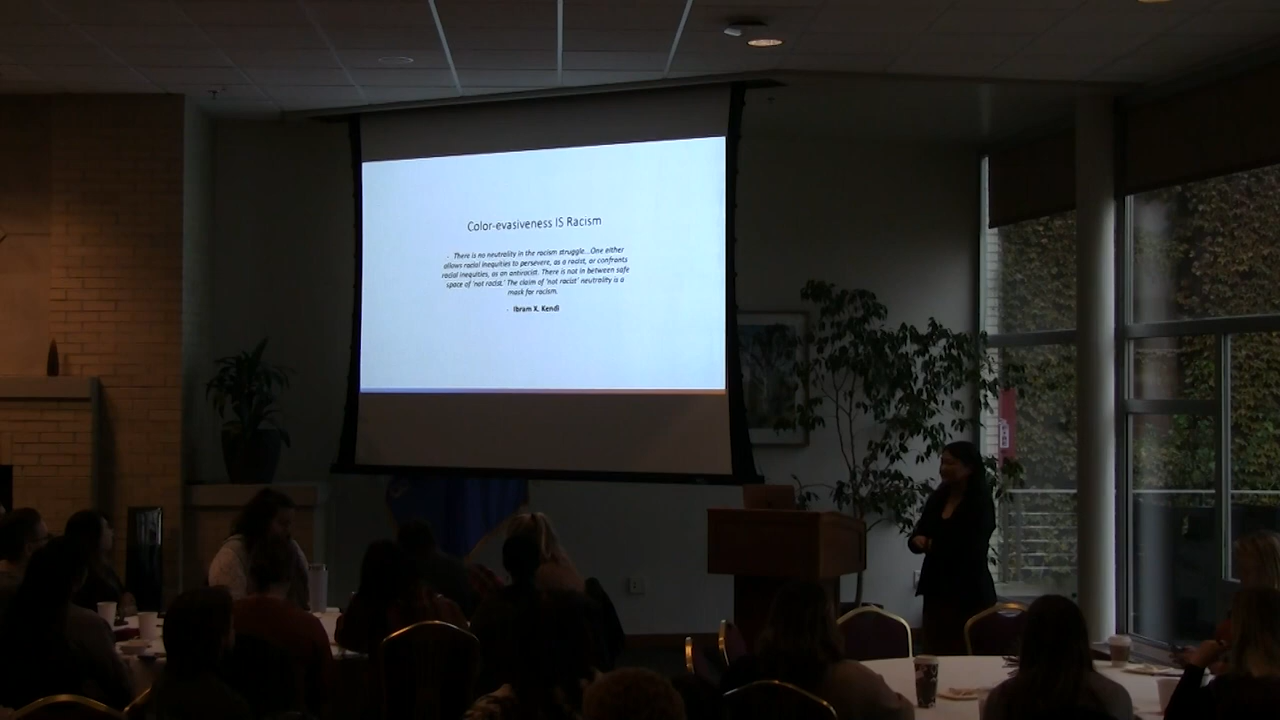 Color-evasiveness IS Racism
- There is no neutrality in the racism struggle...One either
allows racial inequities to persevere, as a racist, or confronts
racial inequities, as an antiracist. There is not in between safe
space of 'not racist.' The claim of 'not racist' neutrality is a
mask for racism.
- Ibram X. Kendi